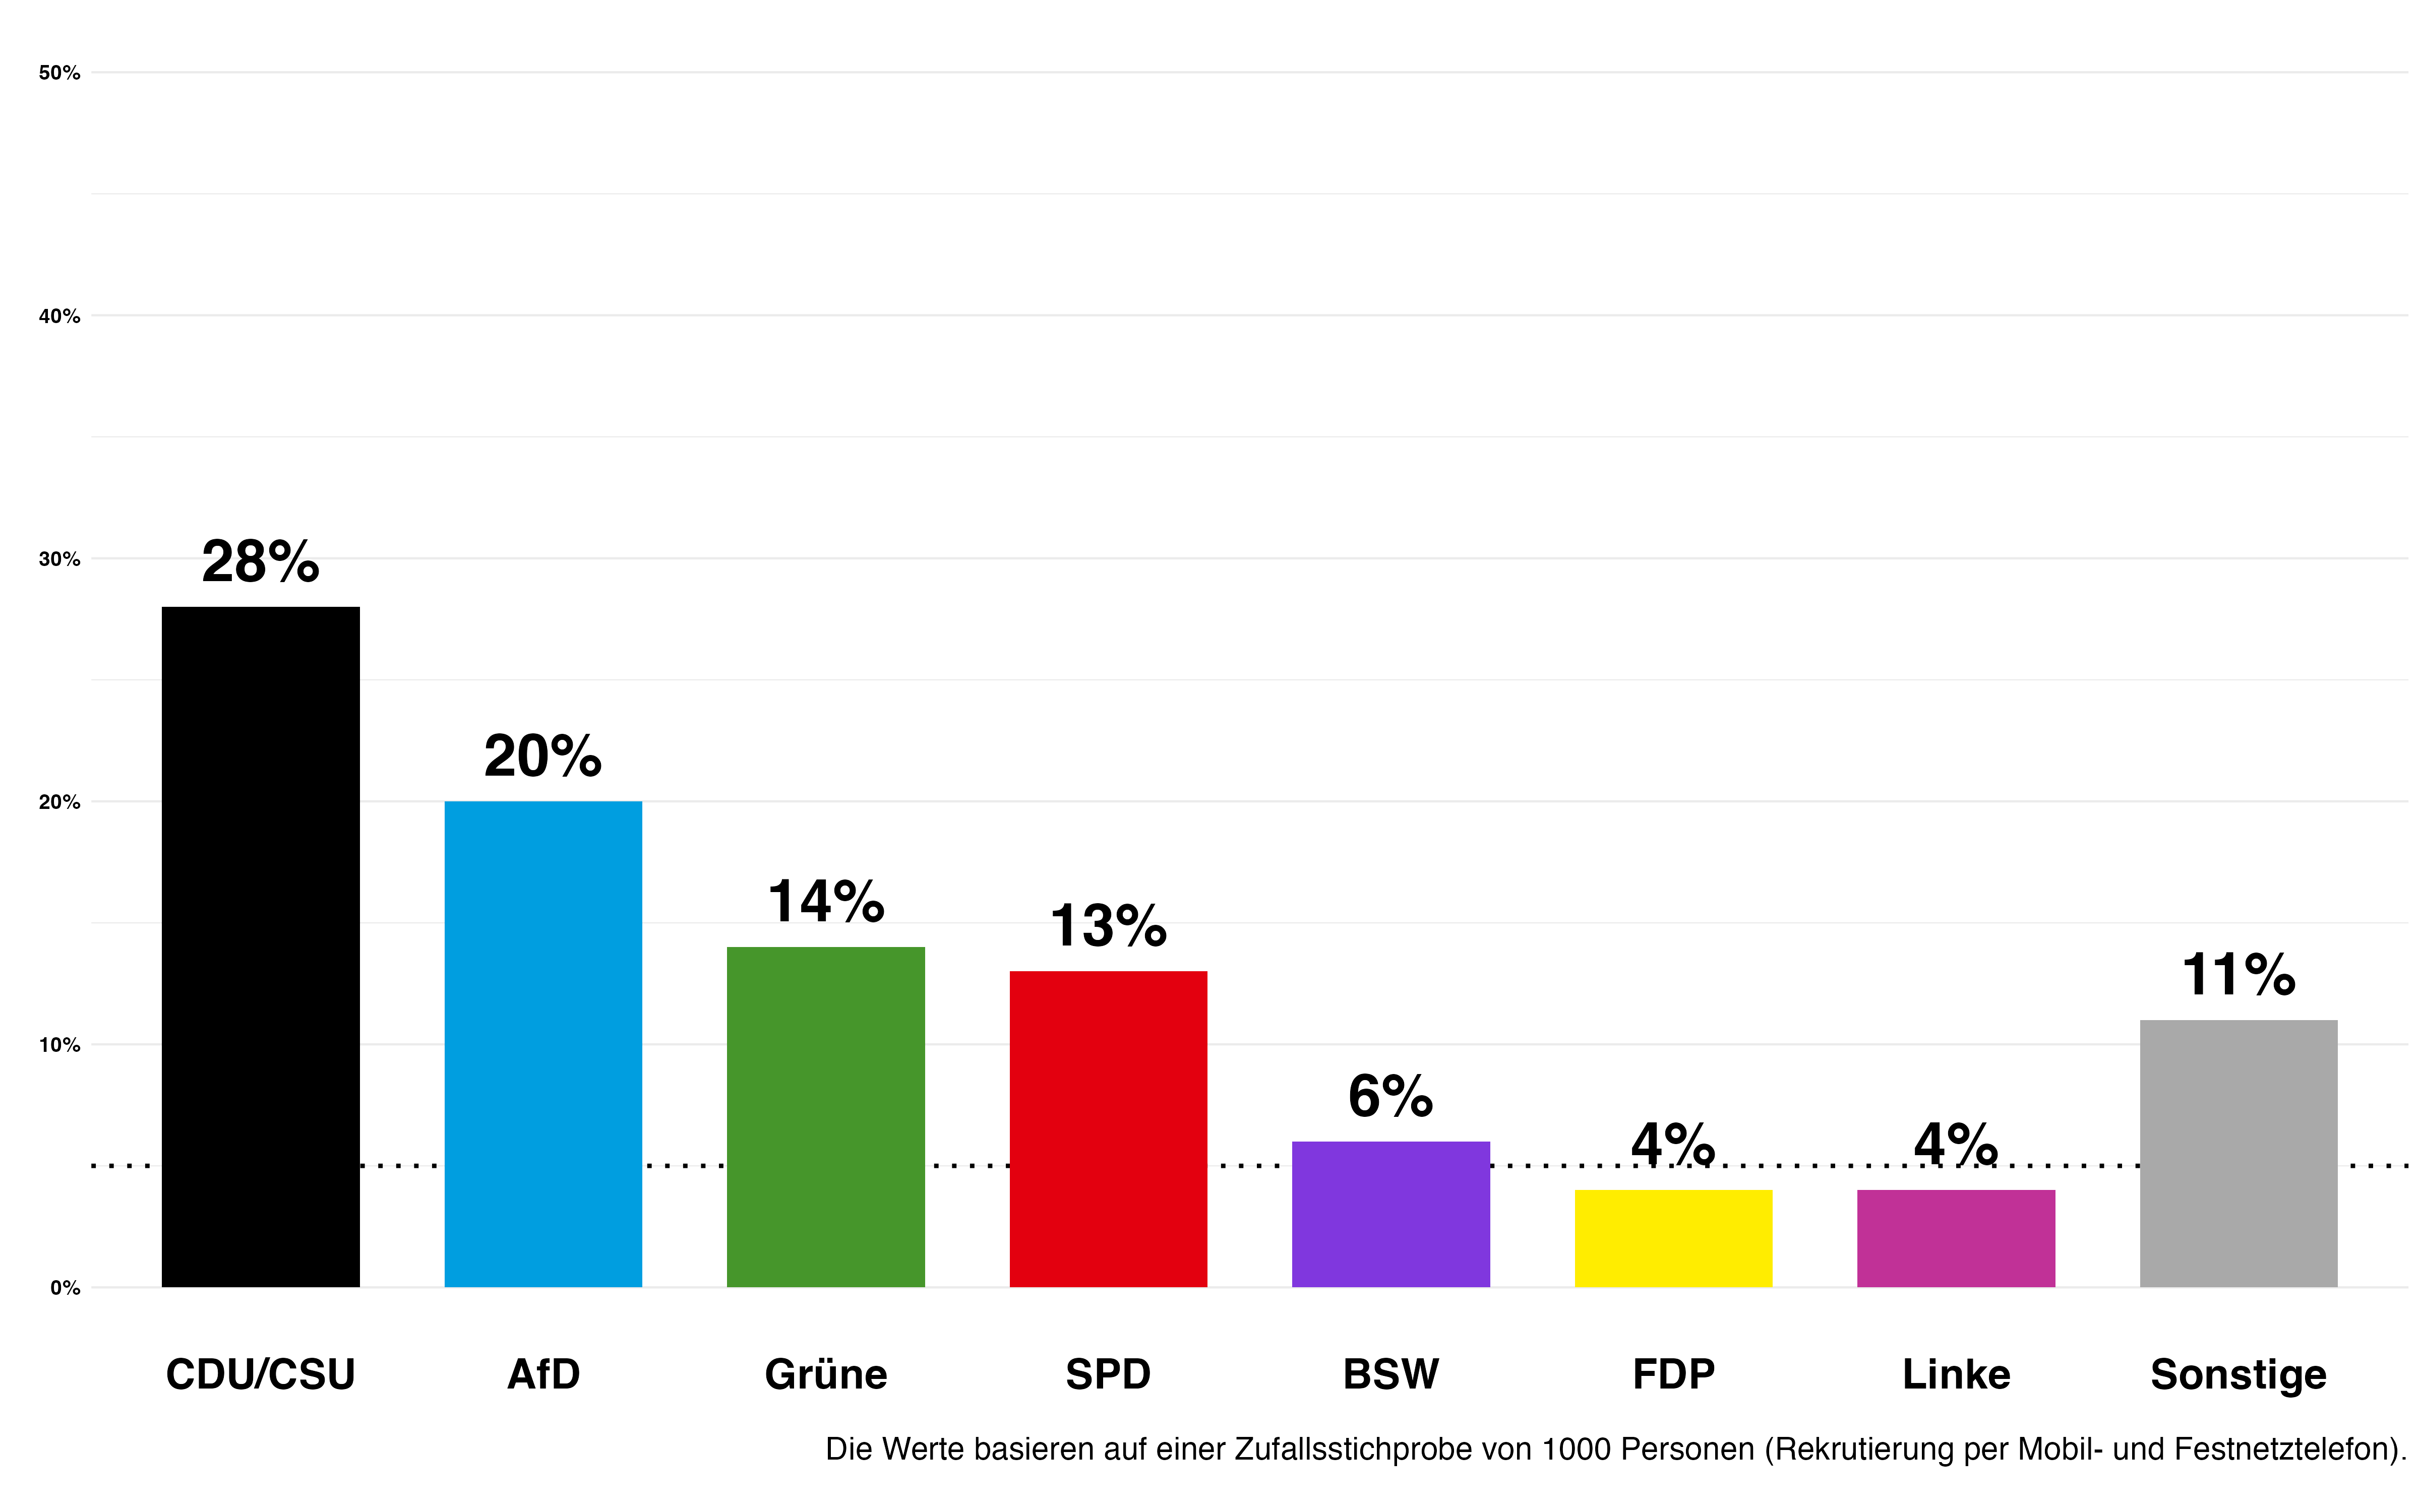 50%
40%
30%
20%
10%
0%
28%
20%
14%
13%
6%
4%
4%
11%
CDU/CSU
AfD
Grüne
SPD
BSW
FDP
Linke
Sonstige
Die Werte basieren auf einer Zufallsstichprobe von 1000 Personen (Rekrutierung per Mobil- und Festnetztelefon).